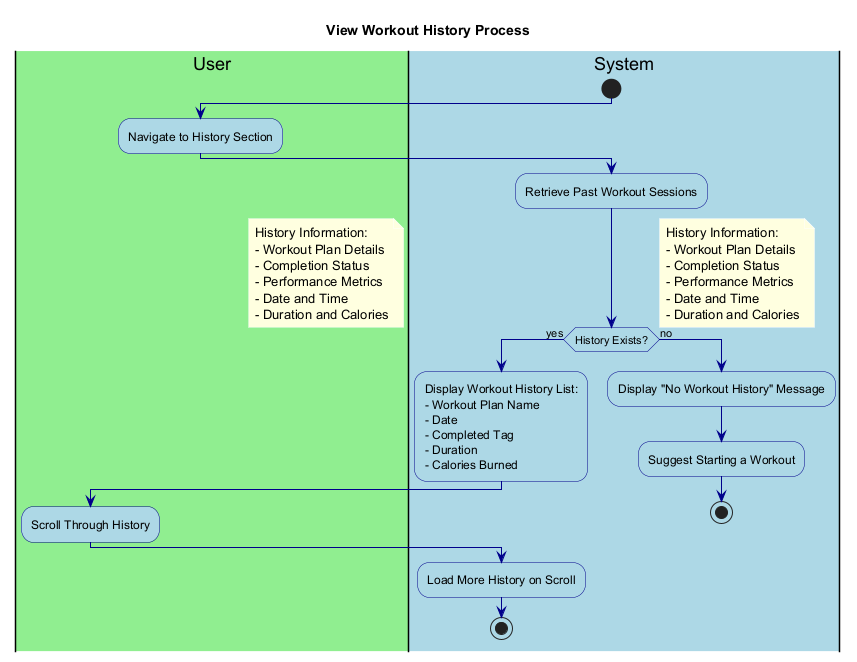 View Workout History Process
User
System
Navigate to History Section
Retrieve Past Workout Sessions
History Information:
- Workout Plan Details
- Completion Status
- Performance Metrics
- Date and Time
- Duration and Calories
History Information:
- Workout Plan Details
- Completion Status
- Performance Metrics
- Date and Time
- Duration and Calories
yes
History Exists?
no
Display Workout History List:
- Workout Plan Name
- Date
- Completed Tag
- Duration
- Calories Burned
Display "No Workout History" Message
Suggest Starting a Workout
Scroll Through History
Load More History on Scroll